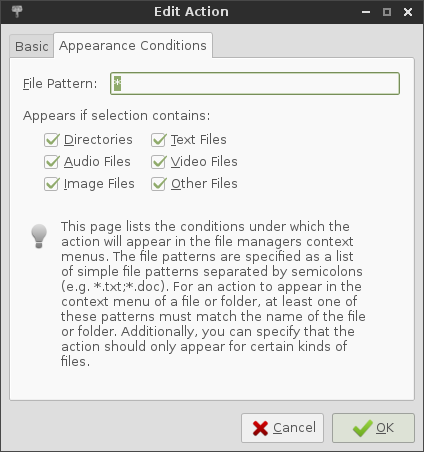 Edit Action
Basic
Appearance Conditions
File Pattern: *
Appears if selection contains:
Directories Text Files
Audio Files Video Files
Image Files Other Files
This page lists the conditions under which the
action will appear in the file managers context
menus. The file patterns are specified as a list
of simple file patterns separated by semicolons
(e.g. *.txt;*.doc). For an action to appear in the
context menu of a file or folder, at least one of
these patterns must match the name of the file
or folder. Additionally, you can specify that the
action should only appear for certain kinds of
files.
Cancel OK